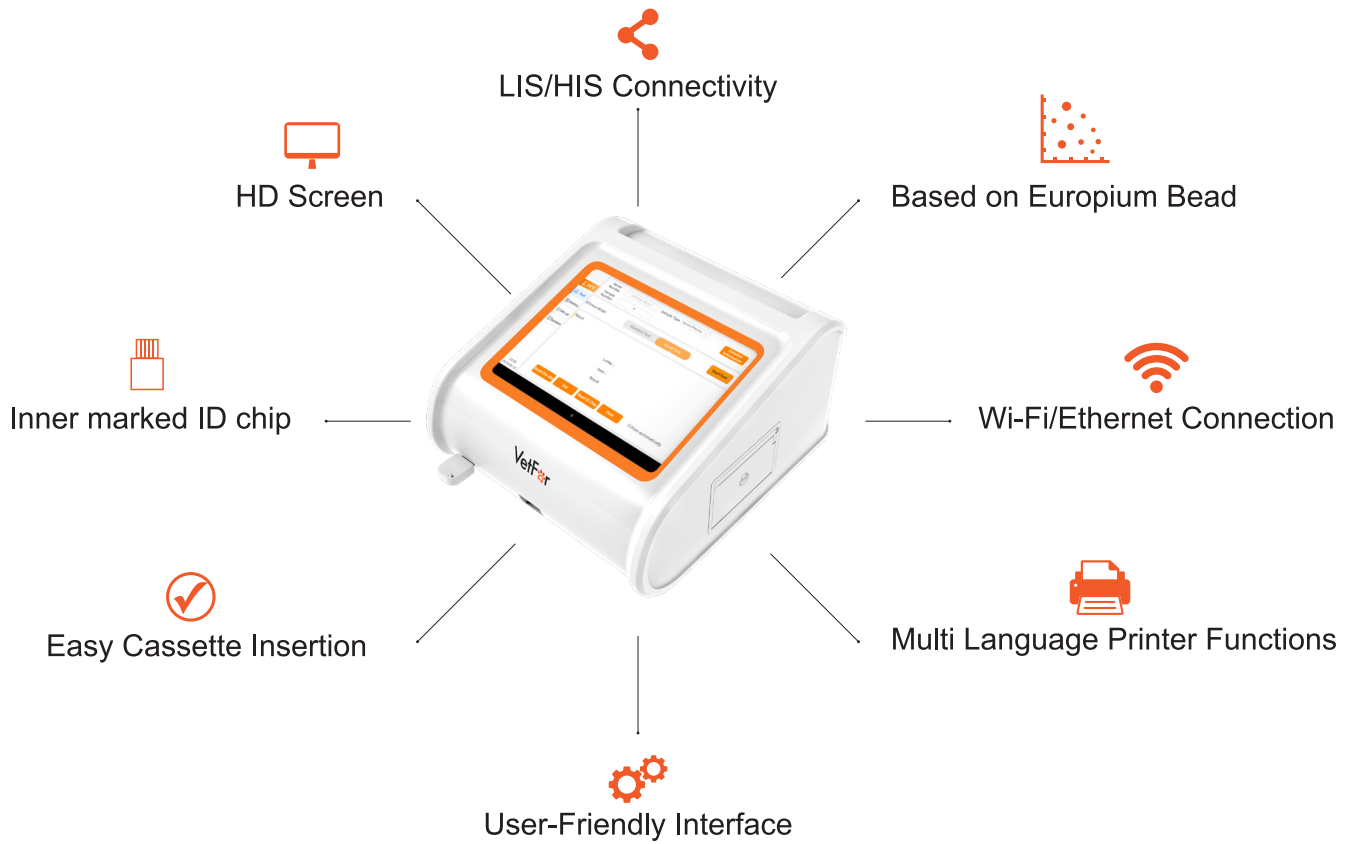 LIS/HIS Connectivity
HD Screen
Based on Europium Bead
Inner marked ID chip
Wi-Fi/Ethernet Connection
VetFor
Easy Cassette Insertion
Multi Language Printer Functions
User-Friendly Interface